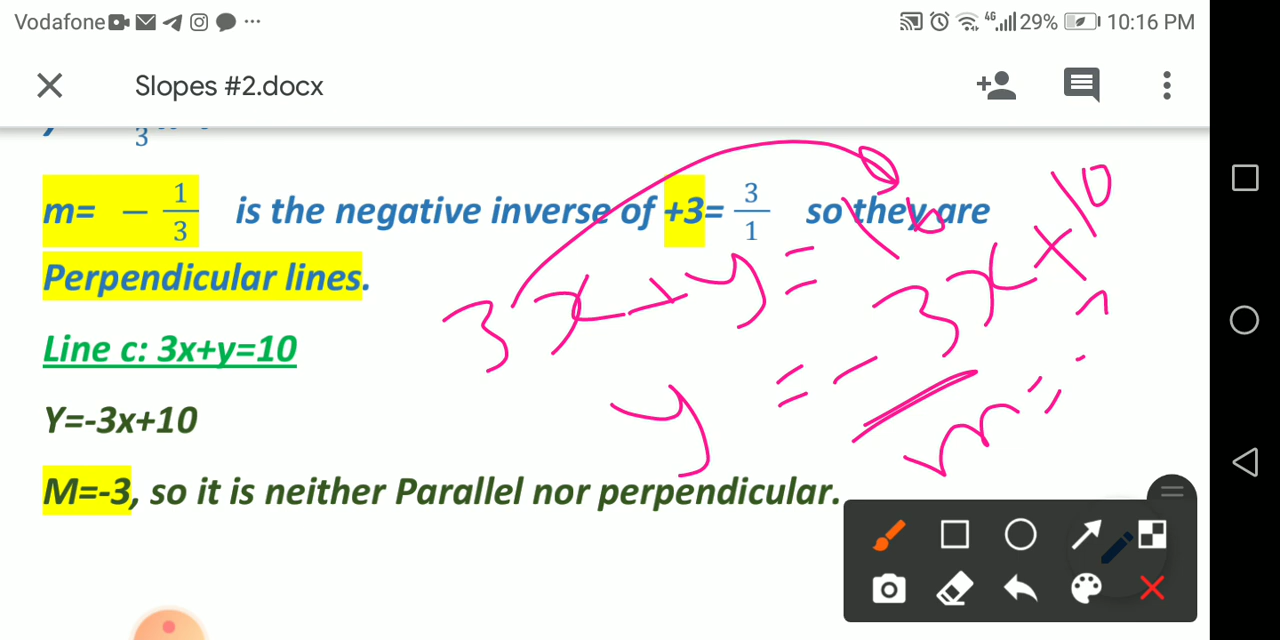 Vodafone ... 4G 29% 10:16 PM
Slopes #2.docx
3
m= − 1/3 is the negative inverse of +3= 3/1 so they are
Perpendicular lines.
3x+y=10
Line c: 3x+y=10
y=-3x+10
Y=-3x+10
m=
M=-3, so it is neither Parallel nor perpendicular.